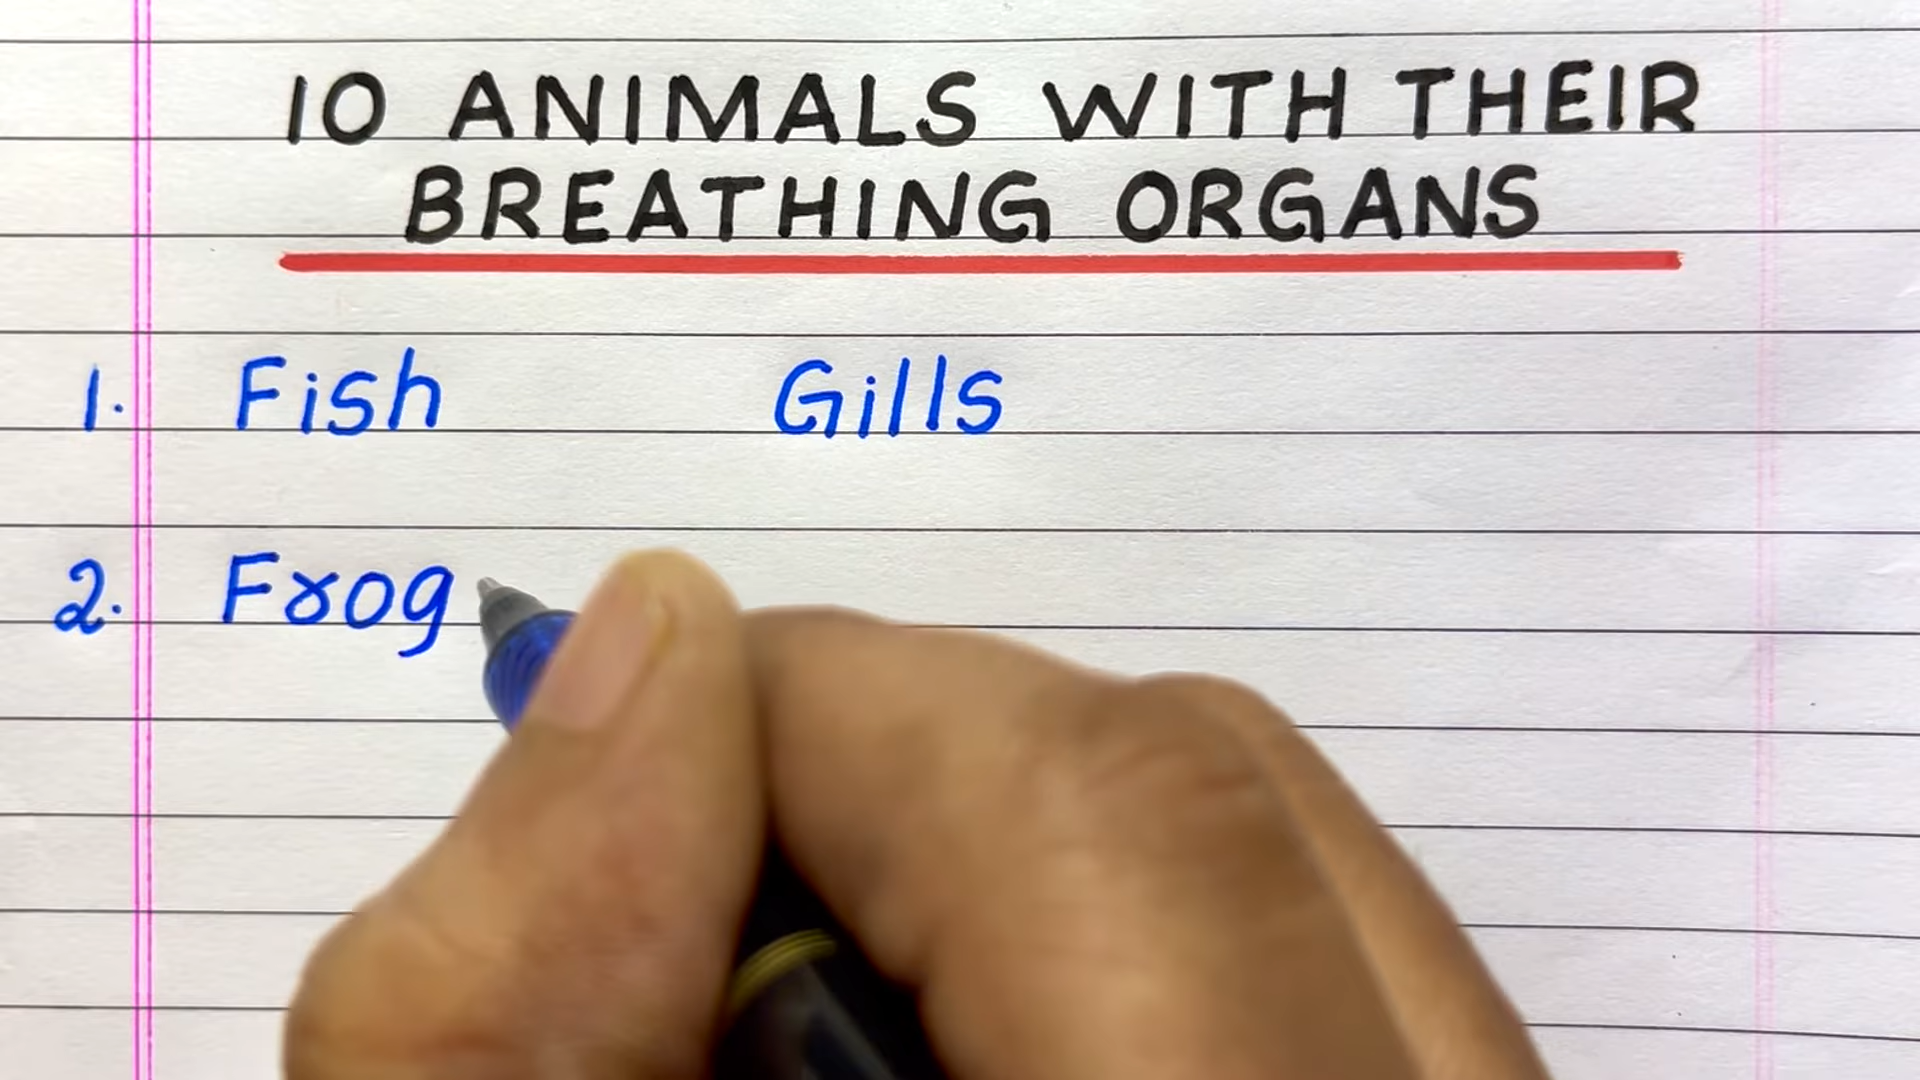 10 ANIMALS WITH THEIR
BREATHING ORGANS
1. Fish Gills
2. Frog